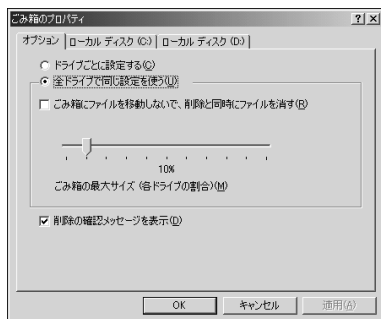 ごみ箱のプロパティ
オプション ローカル ディスク (C:) ローカル ディスク (D:)
ドライブごとに設定する(C)
全ドライブで同じ設定を使う(U)
ごみ箱にファイルを移動しないで、削除と同時にファイルを消す(R)
10%
ごみ箱の最大サイズ (各ドライブの割合)(M)
削除の確認メッセージを表示(D)
OK キャンセル 適用(A)